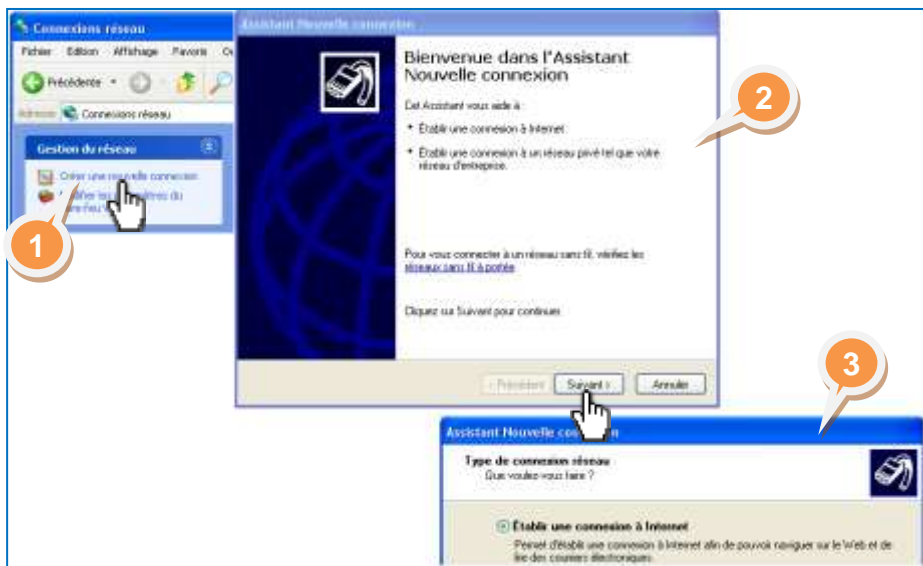 Connexions réseau
Fichier Edition Affichage Favoris
Précédente
Connexions réseau
Gestion du réseau
Créer une nouvelle connexion
1
Assistant Nouvelle connexion
Bienvenue dans l'Assistant
Nouvelle connexion
Cet Assistant vous aide à :
• Établir une connexion à Internet
• Établir une connexion à un réseau privé tel que votre
réseau d'entreprise.
Pour vous connecter à un réseau sans fil, vérifiez les
réseaux sans fil à portée
Cliquez sur Suivant pour continuer.
< Précédent Suivant > Annuler
2
3
Assistant Nouvelle
Type de connexion réseau
Que voulez-vous faire ?
Établir une connexion à Internet
Permet d'établir une connexion à Internet afin de pouvoir naviguer sur le Web et de
lire des courriers électroniques.